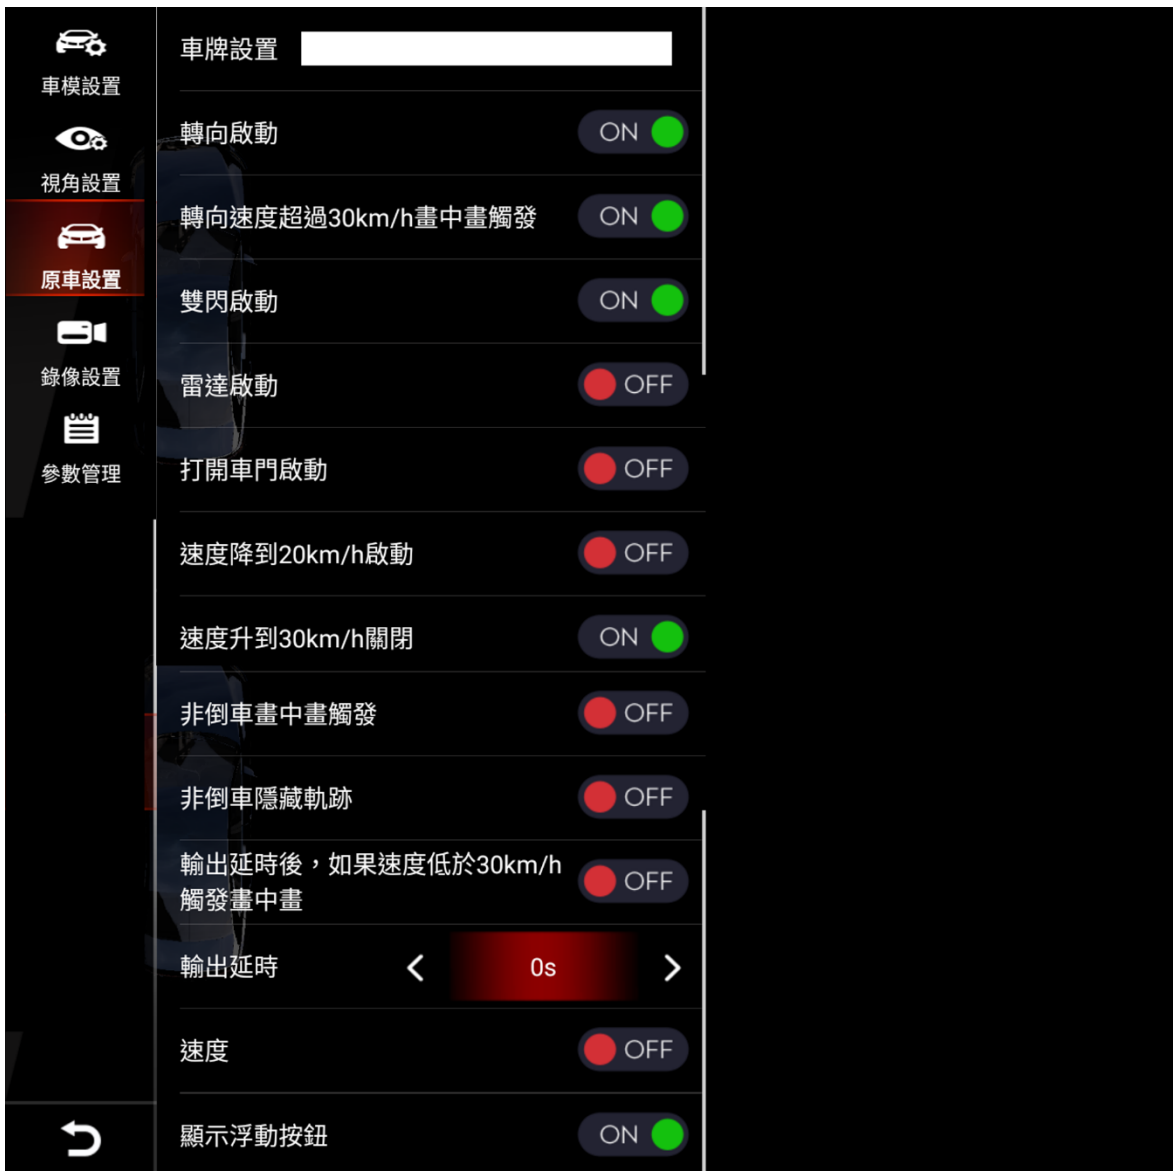 車模設置
視角設置
原車設置
錄像設置
參數管理
車牌設置
轉向啟動 ON
轉向速度超過30km/h畫中畫觸發 ON
雙閃啟動 ON
雷達啟動 OFF
打開車門啟動 OFF
速度降到20km/h啟動 OFF
速度升到30km/h關閉 ON
非倒車畫中畫觸發 OFF
非倒車隱藏軌跡 OFF
輸出延時後，如果速度低於30km/h
觸發畫中畫 OFF
輸出延時 0s
速度 OFF
顯示浮動按鈕 ON